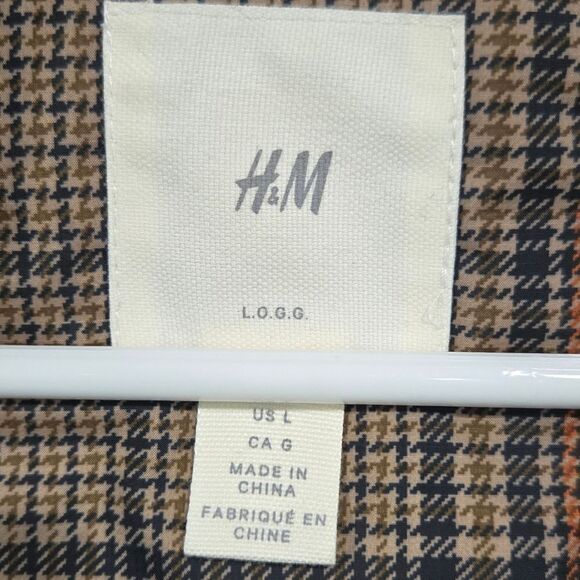 H&M
L.O.G.G.
US L
CA G
MADE IN
CHINA
FABRIQUÉ EN
CHINE